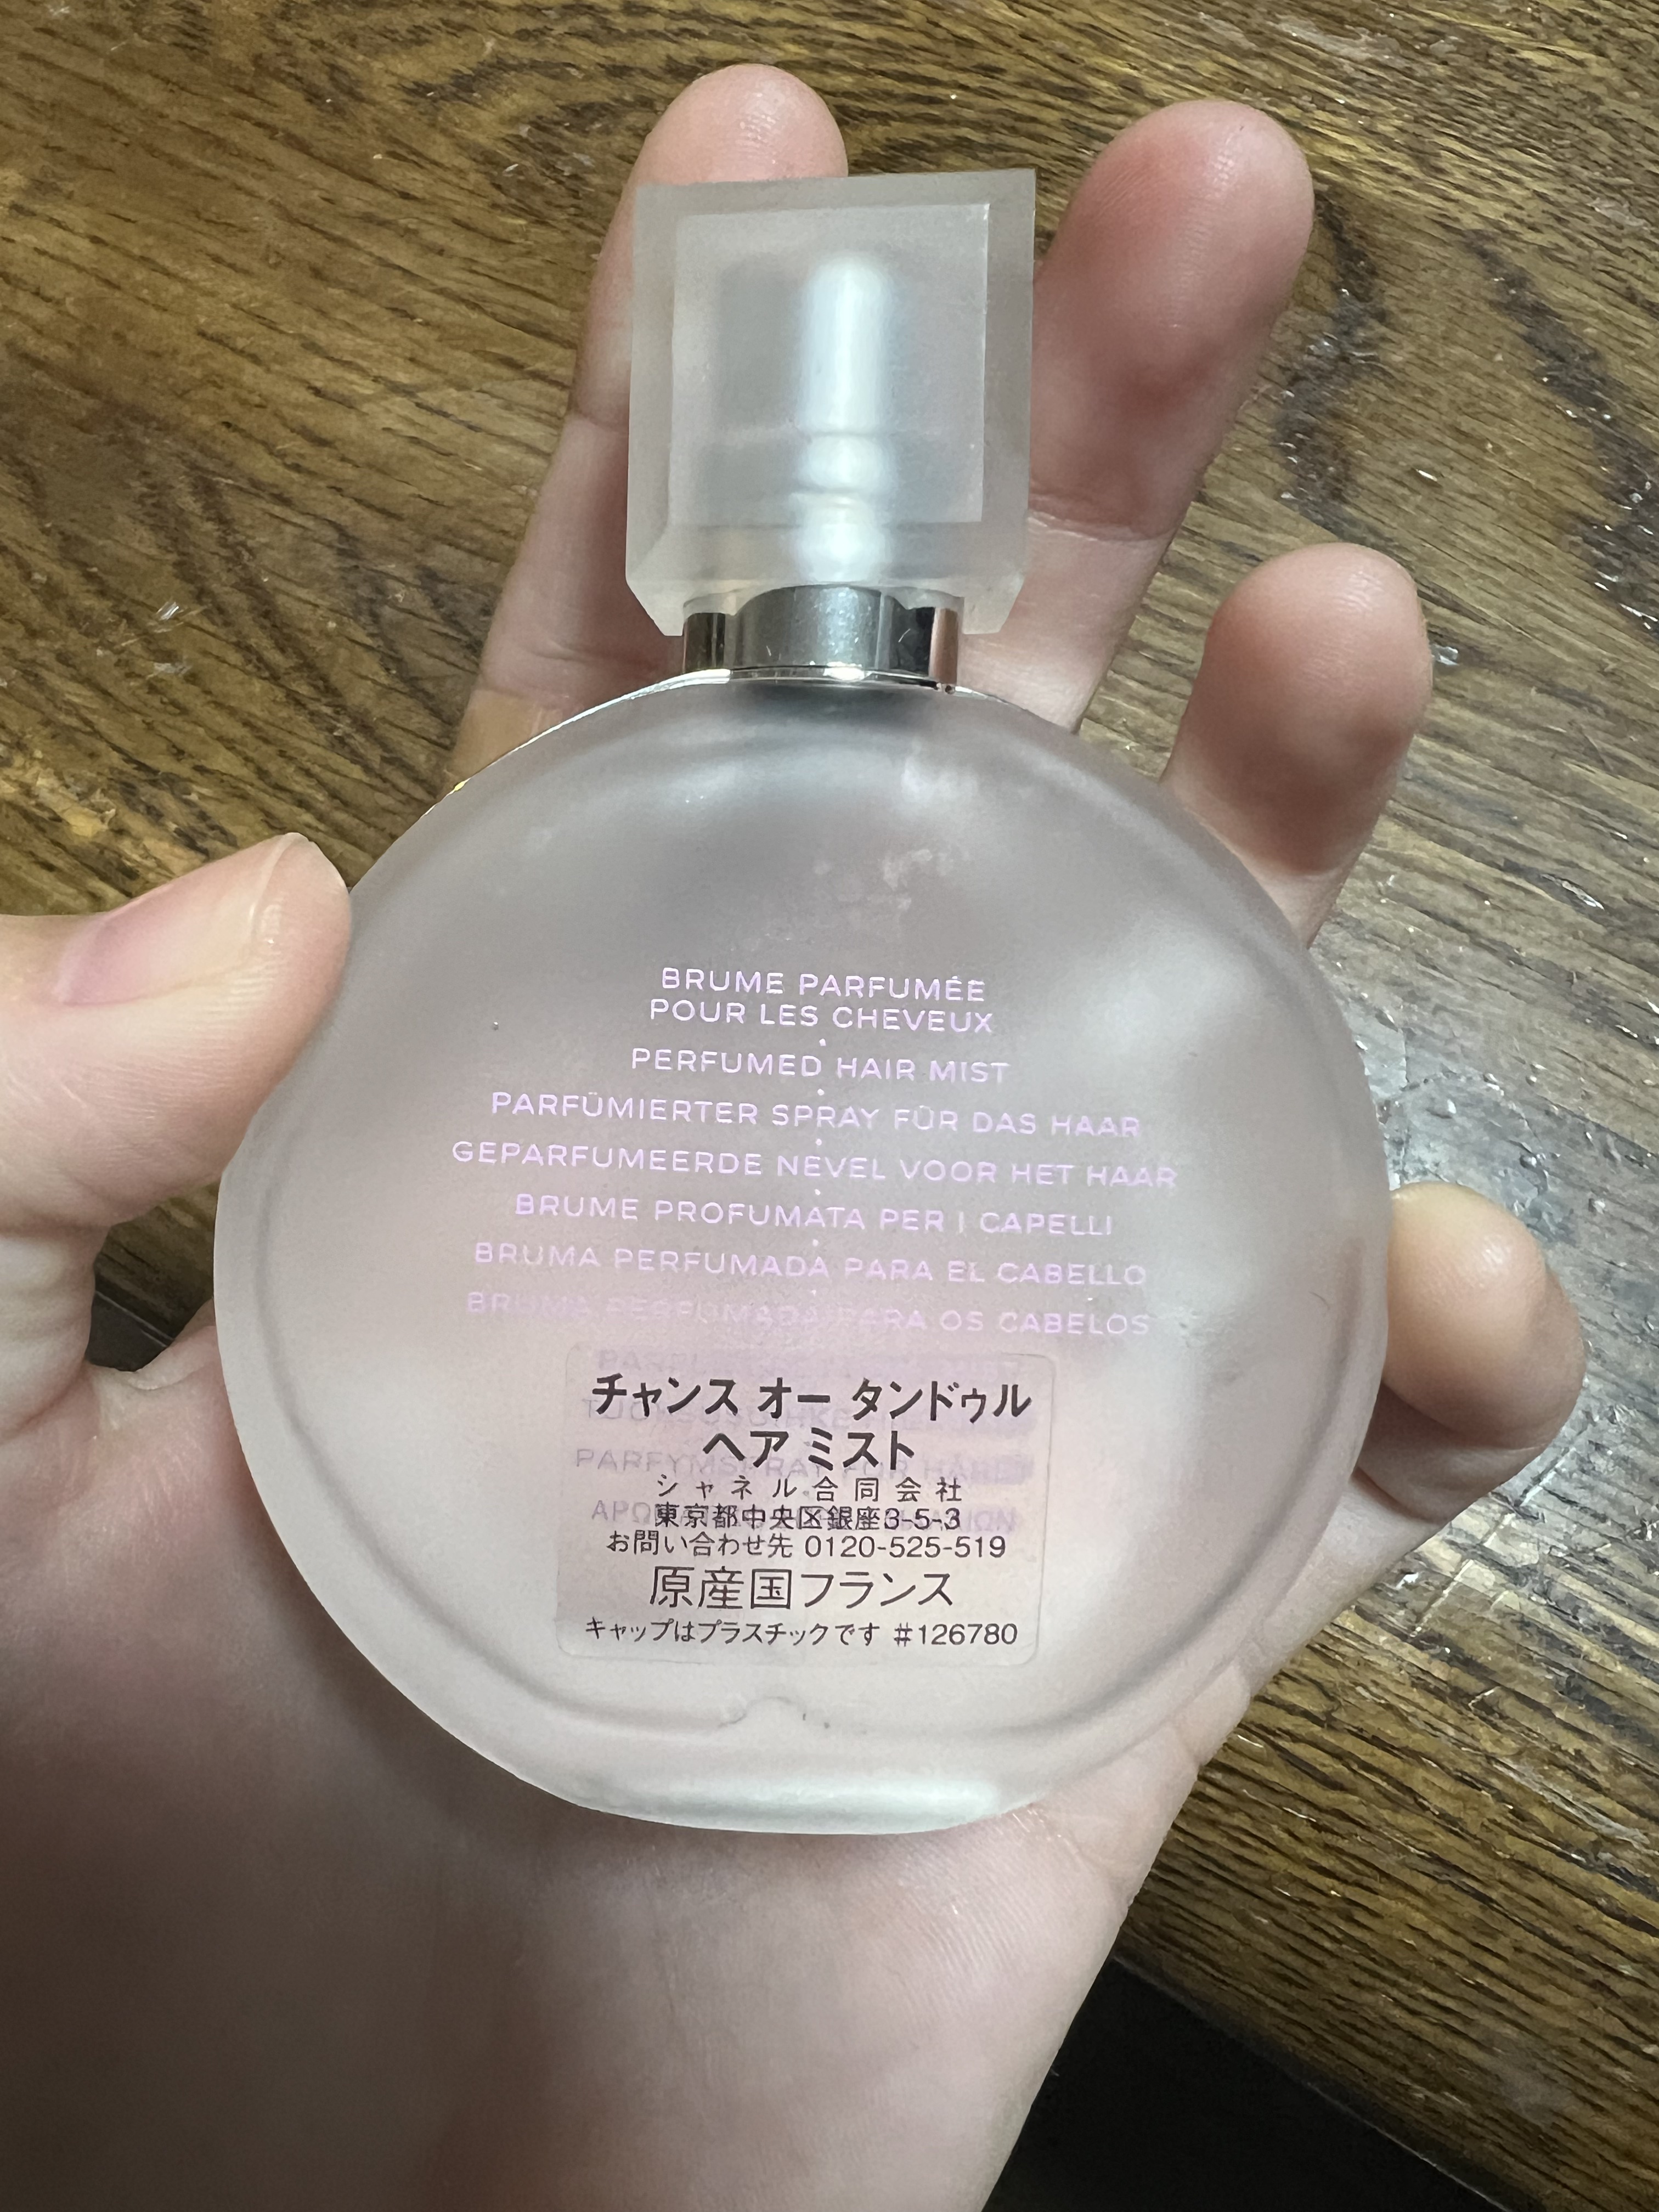 BRUME PARFUMÉE
POUR LES CHEVEUX
PERFUMED HAIR MIST
PARFÜMIERTER SPRAY FÜR DAS HAAR
GEPARFUMEERDE NEVEL VOOR HET HAAR
BRUME PROFUMATA PER I CAPELLI
BRUMA PERFUMADA PARA EL CABELLO
BRUMA PERFUMADA PARA OS CABELOS
チャンス オー タンドゥル
ヘア ミスト
シャネル合同会社
東京都中央区銀座3-5-3
お問い合わせ先 0120-525-519
原産国フランス
キャップはプラスチックです #126780